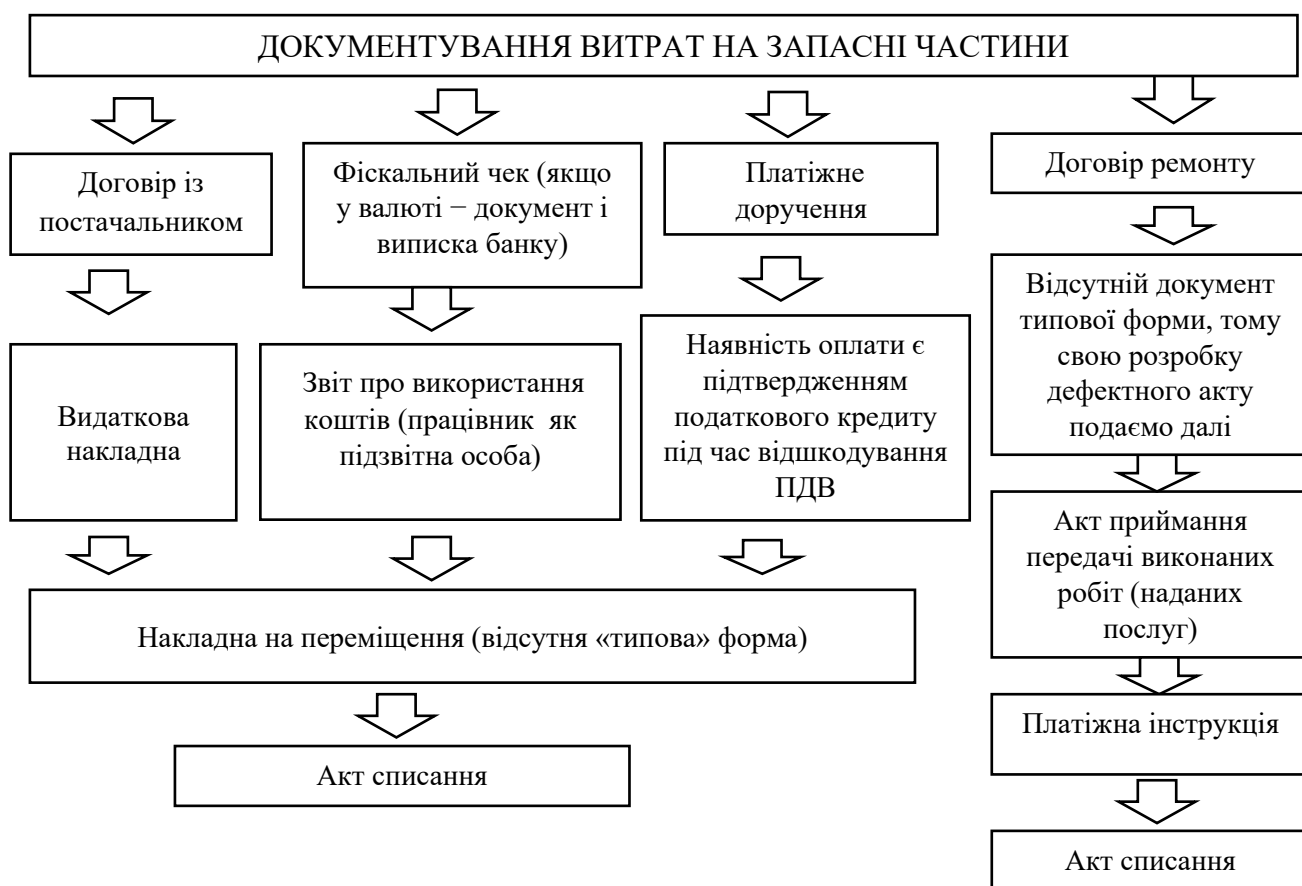 ДОКУМЕНТУВАННЯ ВИТРАТ НА ЗАПАСНІ ЧАСТИНИ
Договір із
постачальником
Фіскальний чек (якщо
у валюті − документ і
виписка банку)
Платіжне
доручення
Договір ремонту
Видаткова
накладна
Звіт про використання
коштів (працівник як
підзвітна особа)
Наявність оплати є
підтвердженням
податкового кредиту
під час відшкодування
ПДВ
Відсутній документ
типової форми, тому
свою розробку
дефектного акту
подаємо далі
Акт приймання
передачі виконаних
робіт (наданих
послуг)
Накладна на переміщення (відсутня «типова» форма)
Платіжна інструкція
Акт списання
Акт списання